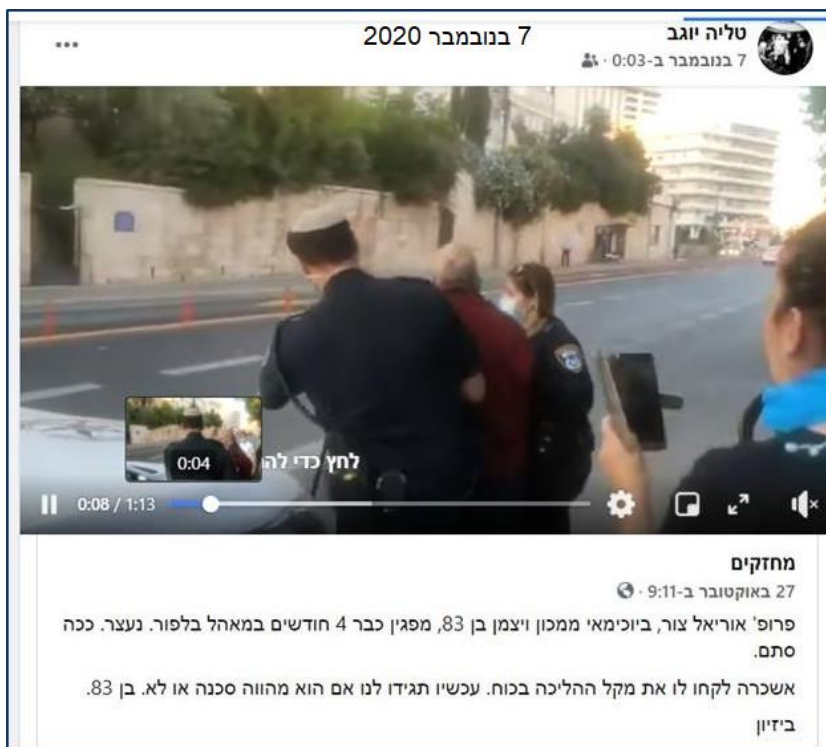 7 בנובמבר 2020
טליה יוגב
7 בנובמבר ב-0:03 ·
0:04
לחץ כדי לה
0:08 / 1:13
מחזקים
27 באוקטובר ב-9:11 ·
פרופ' אוריאל צור, ביוכימאי ממכון ויצמן בן 83, מפגין כבר 4 חודשים במאהל בלפור. נעצר. ככה
סתם.
אשכרה לקחו לו את מקל ההליכה בכוח. עכשיו תגידו לנו אם הוא מהווה סכנה או לא. בן 83.
ביזיון